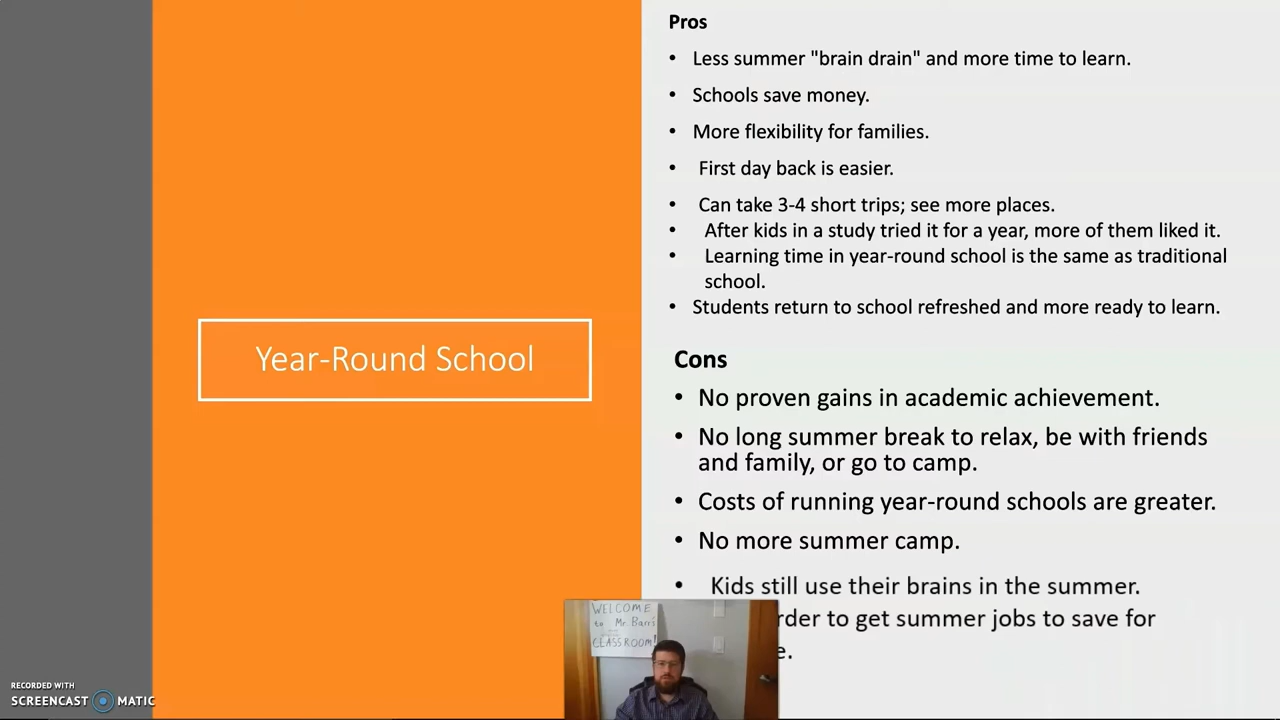 Pros
• Less summer "brain drain" and more time to learn.
• Schools save money.
• More flexibility for families.
• First day back is easier.
• Can take 3-4 short trips; see more places.
• After kids in a study tried it for a year, more of them liked it.
• Learning time in year-round school is the same as traditional
school.
• Students return to school refreshed and more ready to learn.
Year-Round School
Cons
• No proven gains in academic achievement.
• No long summer break to relax, be with friends
and family, or go to camp.
• Costs of running year-round schools are greater.
• No more summer camp.
• Kids still use their brains in the summer.
to get summer jobs to save for
WELCOME
to Mr Barr's
CLASSROOM!
RECORDED WITH
SCREENCAST MATIC